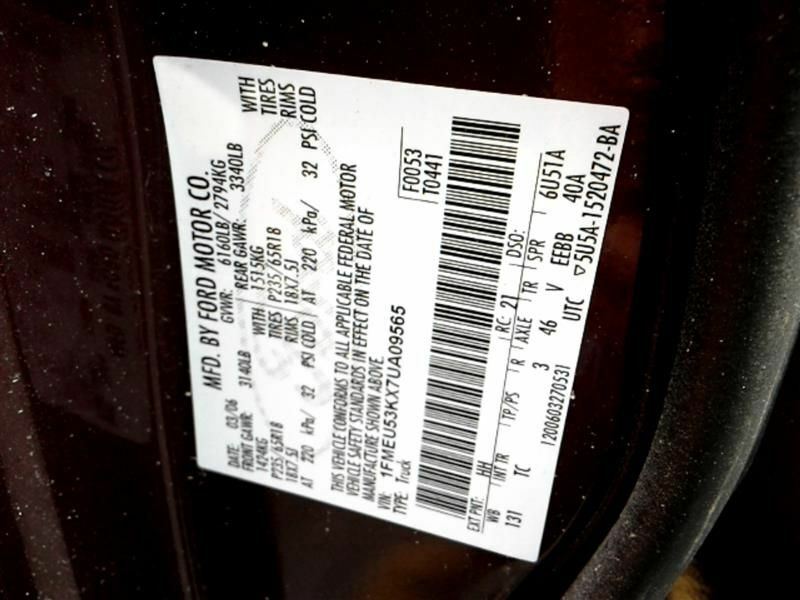 MFD. BY FORD MOTOR CO.
DATE: 03/06 GVWR: 6160LB/2794KG
FRONT GAWR: 3140LB REAR GAWR: 3340LB
1424KG WITH 1515KG WITH
P235/65R18 TIRES P235/65R18 TIRES
18X7.5J RIMS 18X7.5J RIMS
AT 220 kPa/ 32 PSI COLD AT 220 kPa/ 32 PSI COLD
THIS VEHICLE CONFORMS TO ALL APPLICABLE FEDERAL MOTOR
VEHICLE SAFETY STANDARDS IN EFFECT ON THE DATE OF
MANUFACTURE SHOWN ABOVE.
VIN: 1FMEU53KX7UA09565 F0053
TYPE: Truck T0441
EXT PNT: HH RC: 21 DSO:
WB INT TR TP/PS R AXLE TR SPR 6U51A
131 TC 3 46 V EEBB 40A
1200603270531 UTC ▽5U5A-1520472-BA